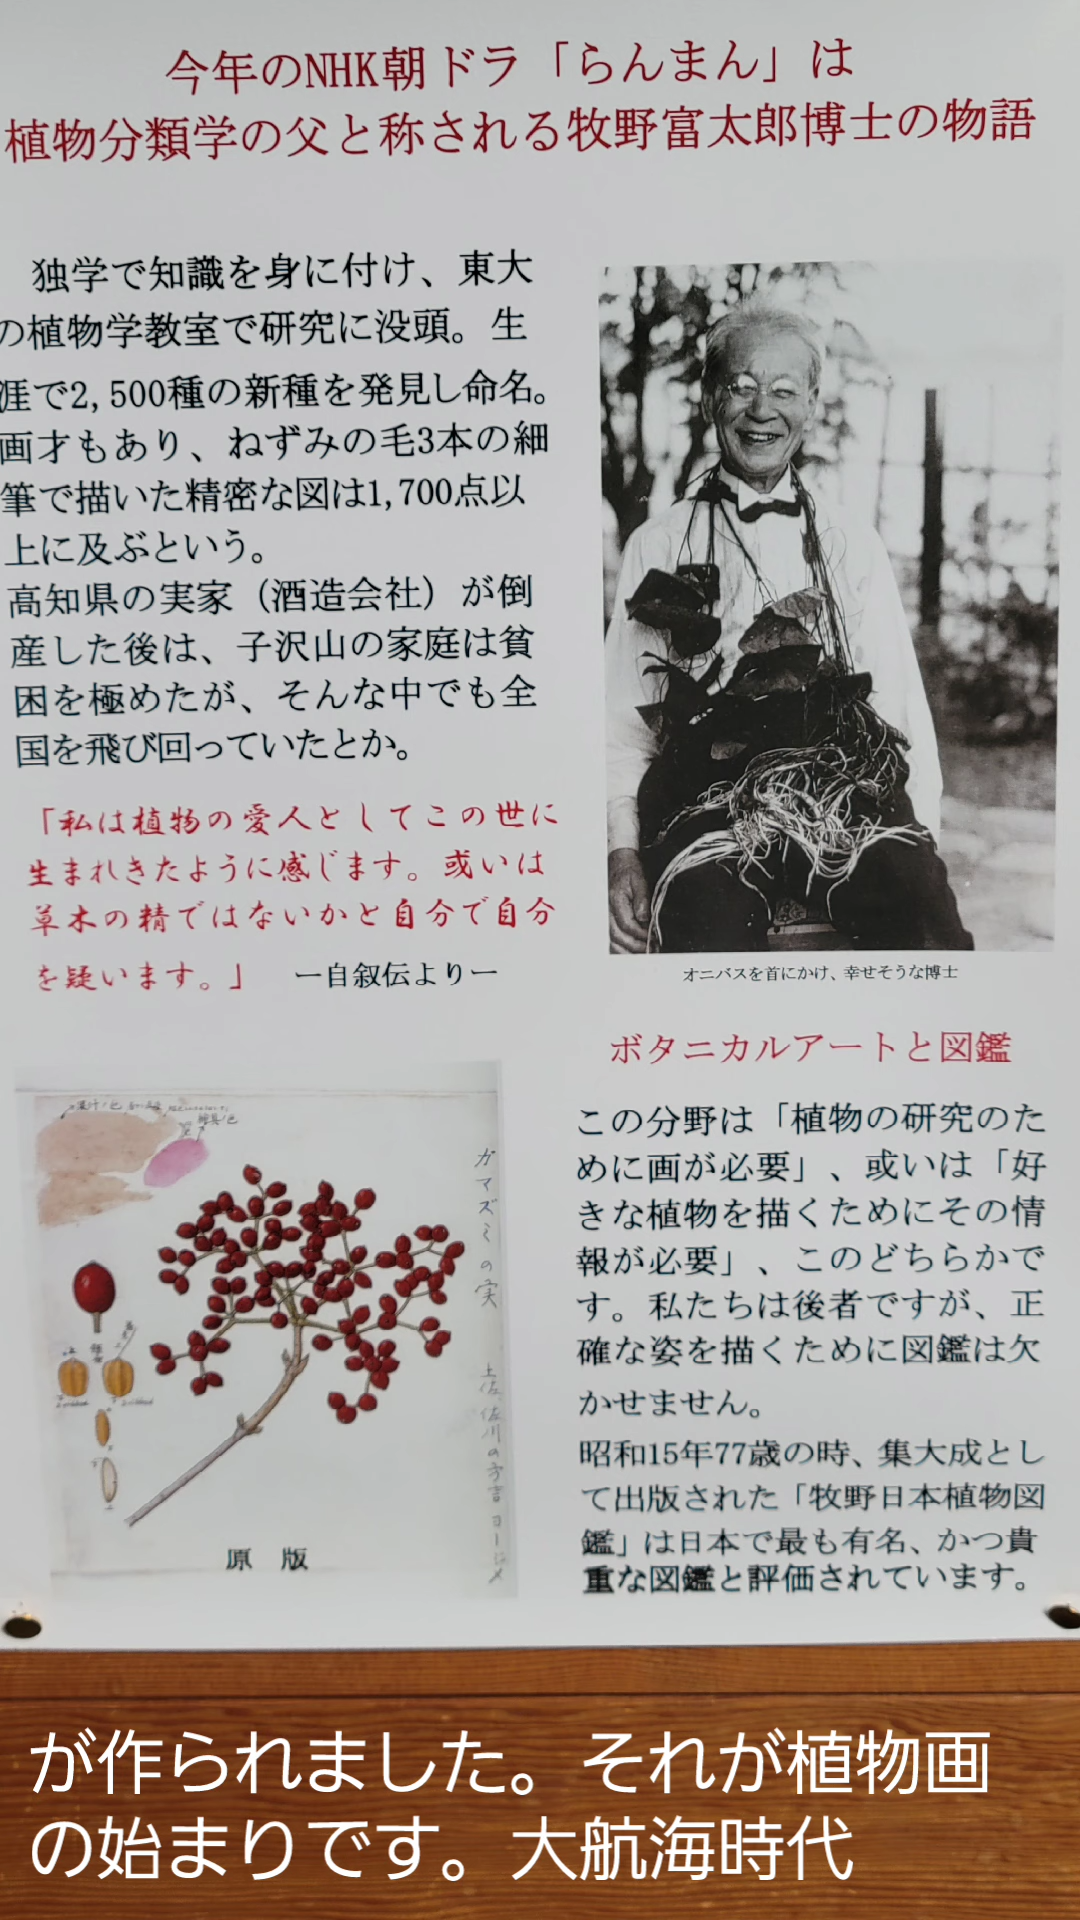 今年のNHK朝ドラ「らんまん」は
植物分類学の父と称される牧野富太郎博士の物語
独学で知識を身に付け、東大
の植物学教室で研究に没頭。生
涯で2,500種の新種を発見し命名。
画才もあり、ねずみの毛3本の細
筆で描いた精密な図は1,700点以
上に及ぶという。
高知県の実家（酒造会社）が倒
産した後は、子沢山の家庭は貧
困を極めたが、そんな中でも全
国を飛び回っていたとか。
「私は植物の愛人としてこの世に
生まれきたように感じます。或いは
草木の精ではないかと自分で自分
を疑います。」　ー自叙伝よりー
オニバスを首にかけ、幸せそうな博士
ガマズミの実
土佐、佐川の方言 ヨーゾメ
原　版
ボタニカルアートと図鑑
この分野は「植物の研究のた
めに画が必要」、或いは「好
きな植物を描くためにその情
報が必要」、このどちらかで
す。私たちは後者ですが、正
確な姿を描くために図鑑は欠
かせません。
昭和15年77歳の時、集大成とし
て出版された「牧野日本植物図
鑑」は日本で最も有名、かつ貴
重な図鑑と評価されています。
が作られました。それが植物画
の始まりです。大航海時代